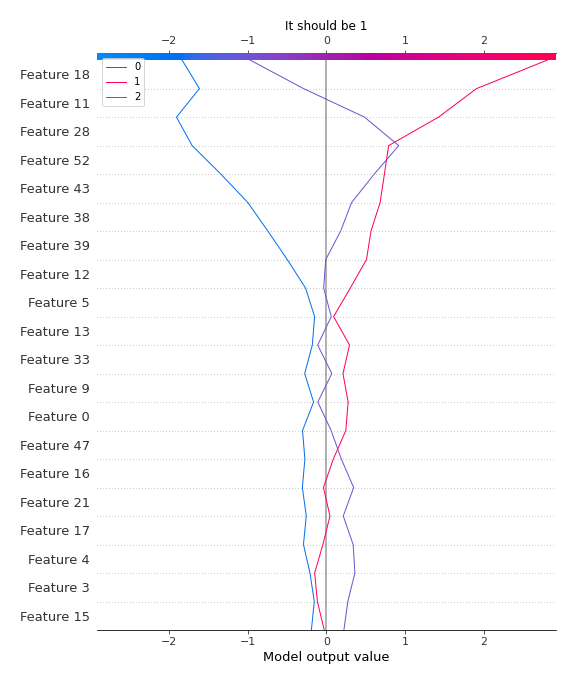 It should be 1
−2 −1 0 1 2
0
1
2
Feature 18
Feature 11
Feature 28
Feature 52
Feature 43
Feature 38
Feature 39
Feature 12
Feature 5
Feature 13
Feature 33
Feature 9
Feature 0
Feature 47
Feature 16
Feature 21
Feature 17
Feature 4
Feature 3
Feature 15
−2 −1 0 1 2
Model output value